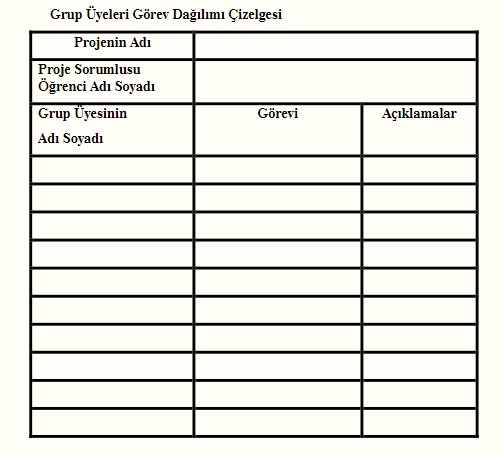 Grup Üyeleri Görev Dağılımı Çizelgesi
Projenin Adı
Proje Sorumlusu
Öğrenci Adı Soyadı
Grup Üyesinin
Adı Soyadı
Görevi
Açıklamalar